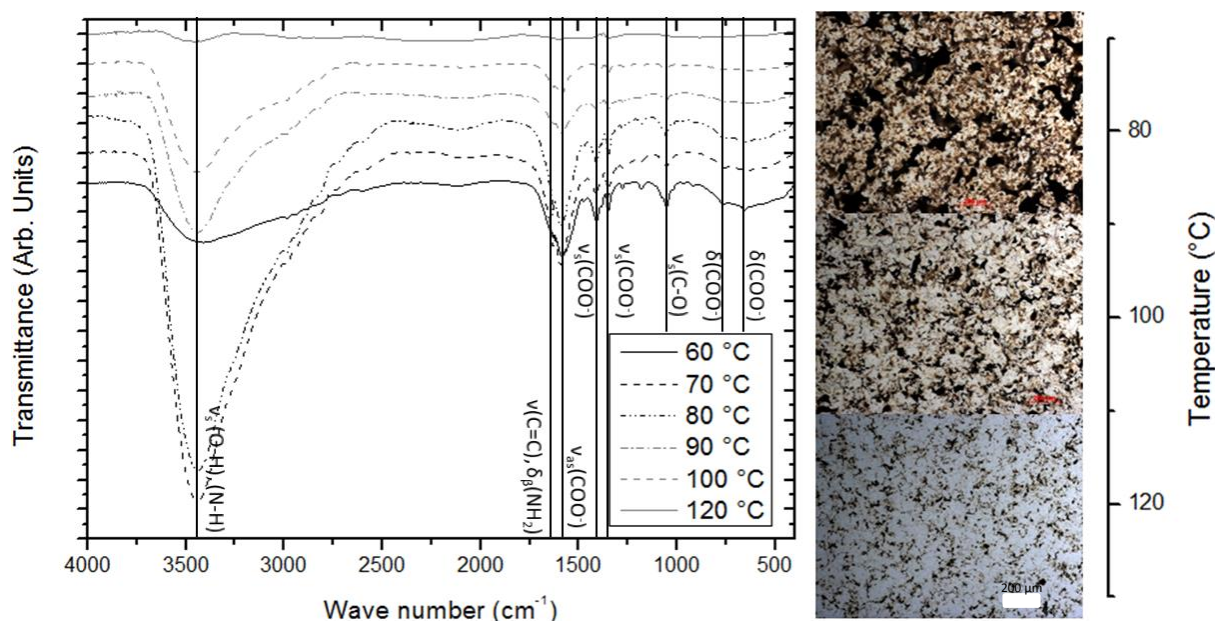 Transmittance (Arb. Units)
νs (H-O), (H-N)
ν(C=C), δβ(NH2)
νas(COO-)
νs(COO-)
νs(COO-)
νs(C-O)
δ(COO-)
δ(COO-)
60 °C
70 °C
80 °C
90 °C
100 °C
120 °C
4000 3500 3000 2500 2000 1500 1000 500
Wave number (cm-1)
80
100
120
Temperature (°C)
200 µm